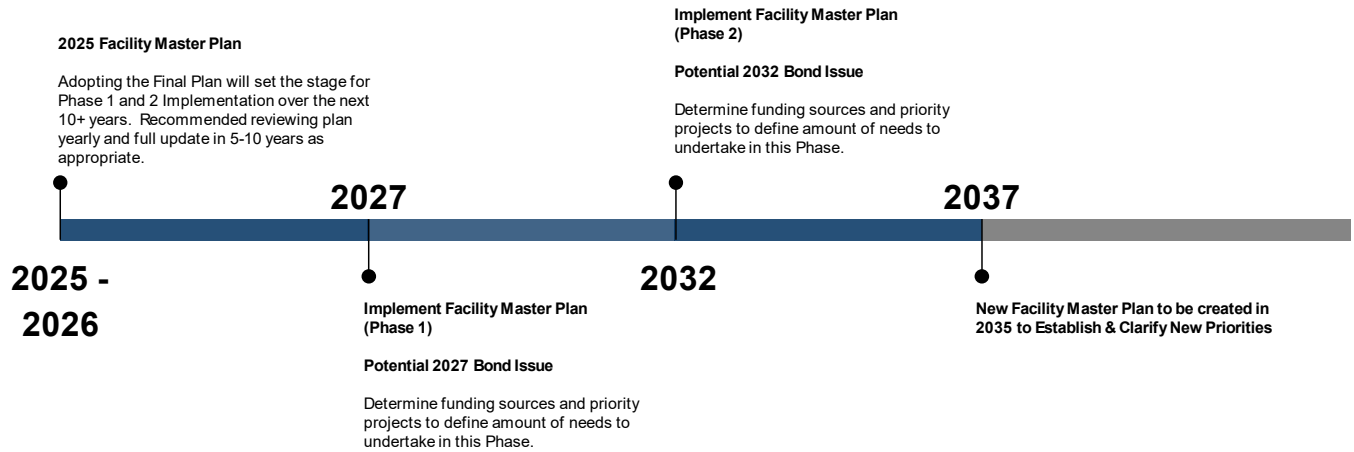 2025 Facility Master Plan
Adopting the Final Plan will set the stage for
Phase 1 and 2 Implementation over the next
10+ years. Recommended reviewing plan
yearly and full update in 5-10 years as
appropriate.
2025 -
2026
2027
Implement Facility Master Plan
(Phase 1)
Potential 2027 Bond Issue
Determine funding sources and priority
projects to define amount of needs to
undertake in this Phase.
Implement Facility Master Plan
(Phase 2)
Potential 2032 Bond Issue
Determine funding sources and priority
projects to define amount of needs to
undertake in this Phase.
2032
2037
New Facility Master Plan to be created in
2035 to Establish & Clarify New Priorities